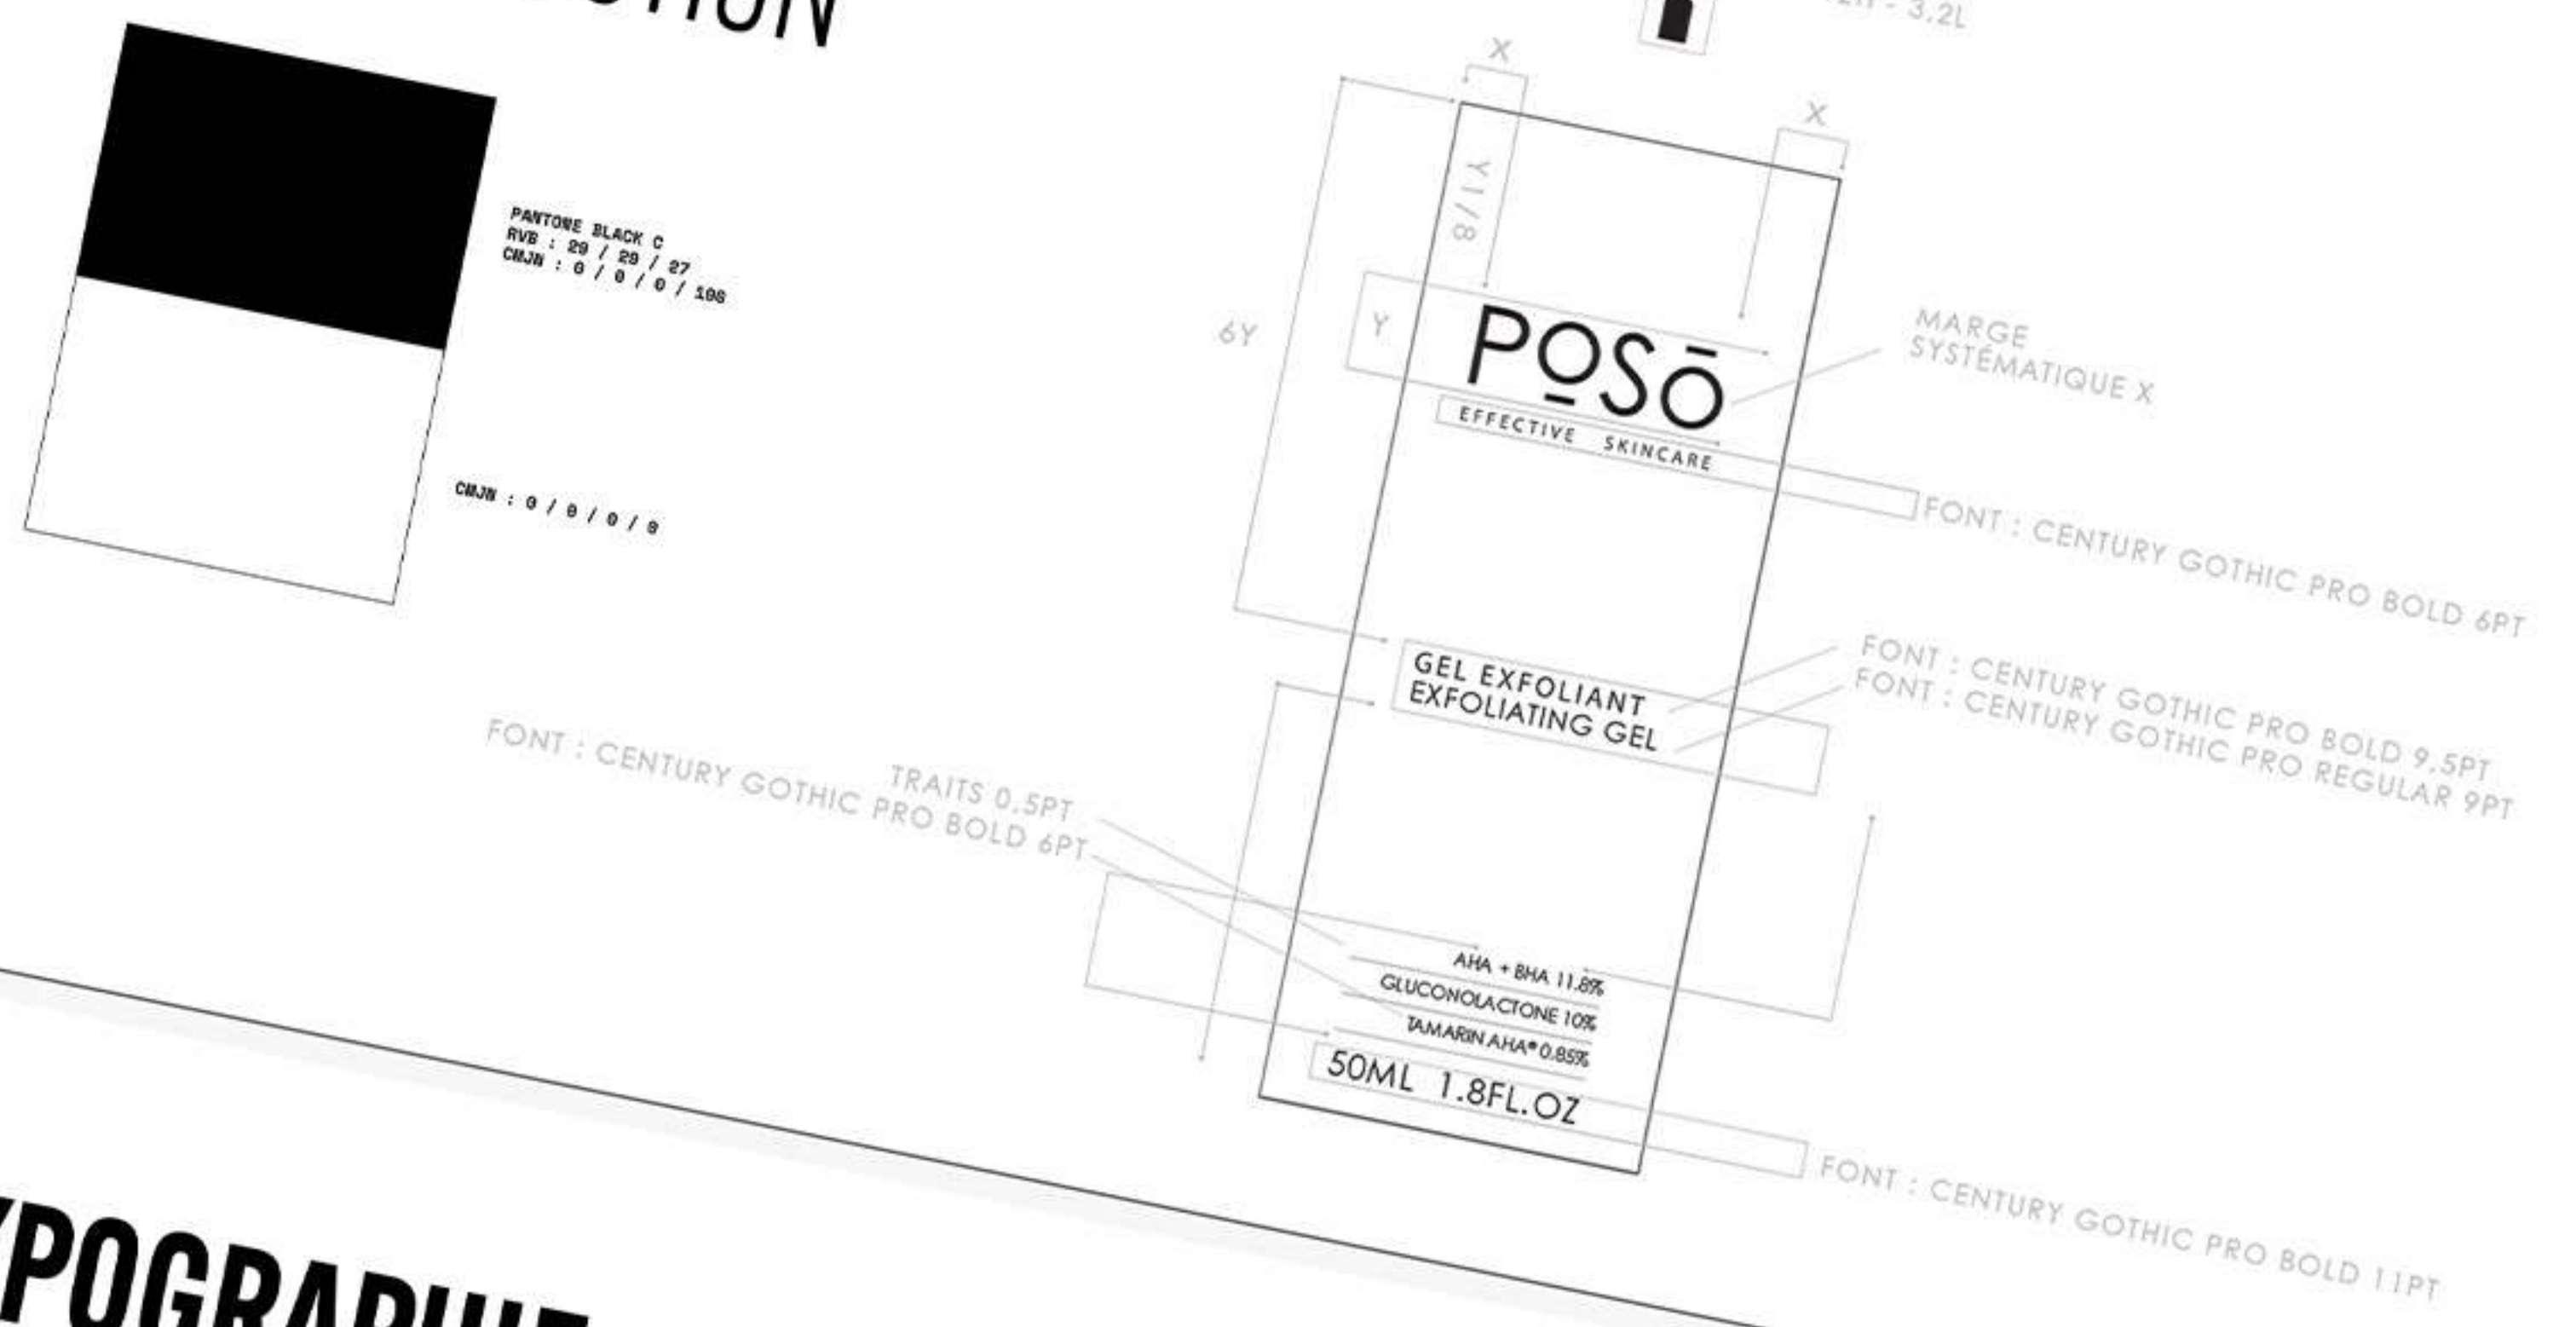 3.2L
PANTONE BLACK C
RVB : 29 / 29 / 27
CMJN : 0 / 0 / 0 / 100
CMJN : 0 / 0 / 0 / 0
X
X
Y1/8
6Y
Y
POSŌ
EFFECTIVE SKINCARE
MARGE
SYSTÉMATIQUE X
FONT : CENTURY GOTHIC PRO BOLD 6PT
GEL EXFOLIANT
EXFOLIATING GEL
FONT : CENTURY GOTHIC PRO BOLD 9,5PT
FONT : CENTURY GOTHIC PRO REGULAR 9PT
TRAITS 0,5PT
FONT : CENTURY GOTHIC PRO BOLD 6PT
AHA + BHA 11.8%
GLUCONOLACTONE 10%
TAMARIN AHA® 0.85%
50ML 1.8FL.OZ
FONT : CENTURY GOTHIC PRO BOLD 11PT
YPOGRAPHIE